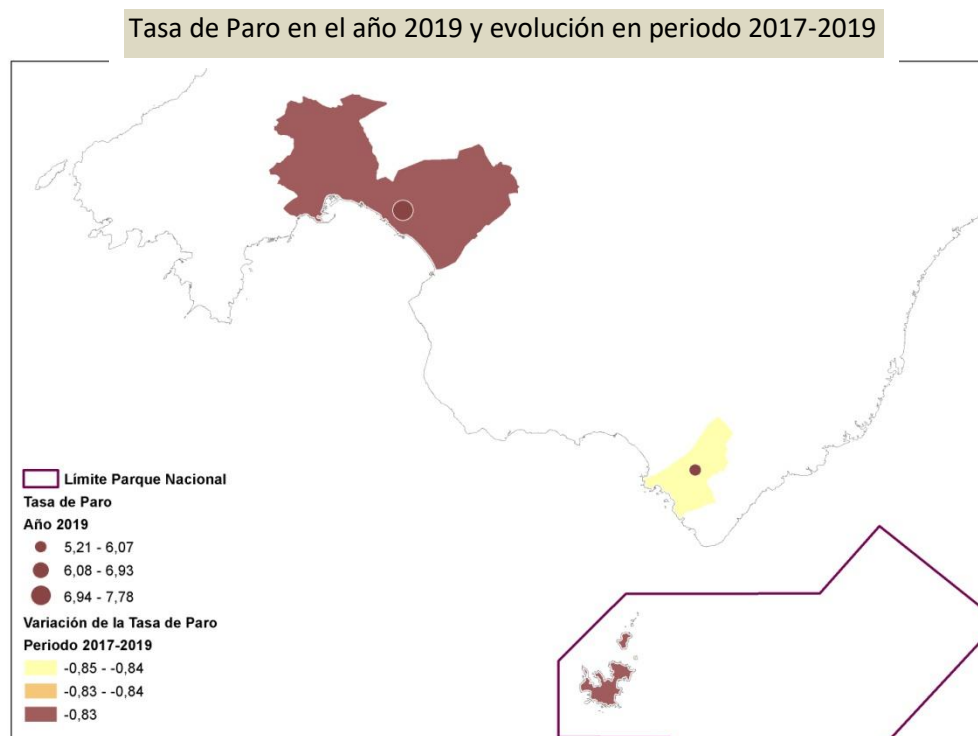 Tasa de Paro en el año 2019 y evolución en periodo 2017-2019
Límite Parque Nacional
Tasa de Paro
Año 2019
5,21 - 6,07
6,08 - 6,93
6,94 - 7,78
Variación de la Tasa de Paro
Periodo 2017-2019
-0,85 - -0,84
-0,83 - -0,84
-0,83